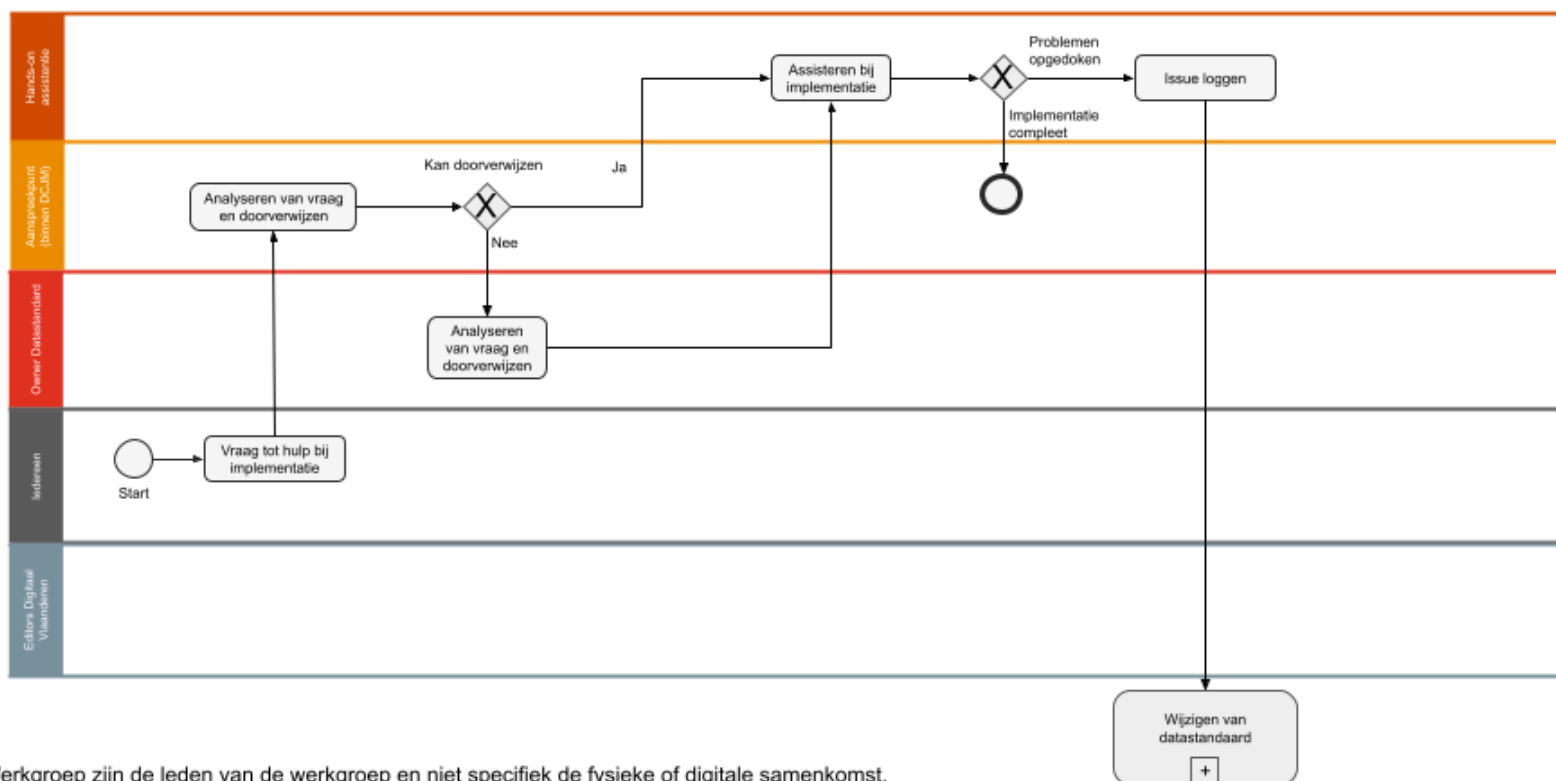 Hands-on
assistentie
Problemen
opgedoken
Assisteren bij
implementatie
X
Issue loggen
Implementatie
compleet
Aanspreekpunt
(binnen DCJM)
Kan doorverwijzen
Ja
Analyseren van vraag
en doorverwijzen
X
Nee
Owner Datastandard
Analyseren
van vraag en
doorverwijzen
Iedereen
Vraag tot hulp bij
implementatie
Start
Editors Digitaal
Vlaanderen
Wijzigen van
datastandaard
+
erkgroep zijn de leden van de werkgroep en niet specifiek de fysieke of digitale samenkomst.